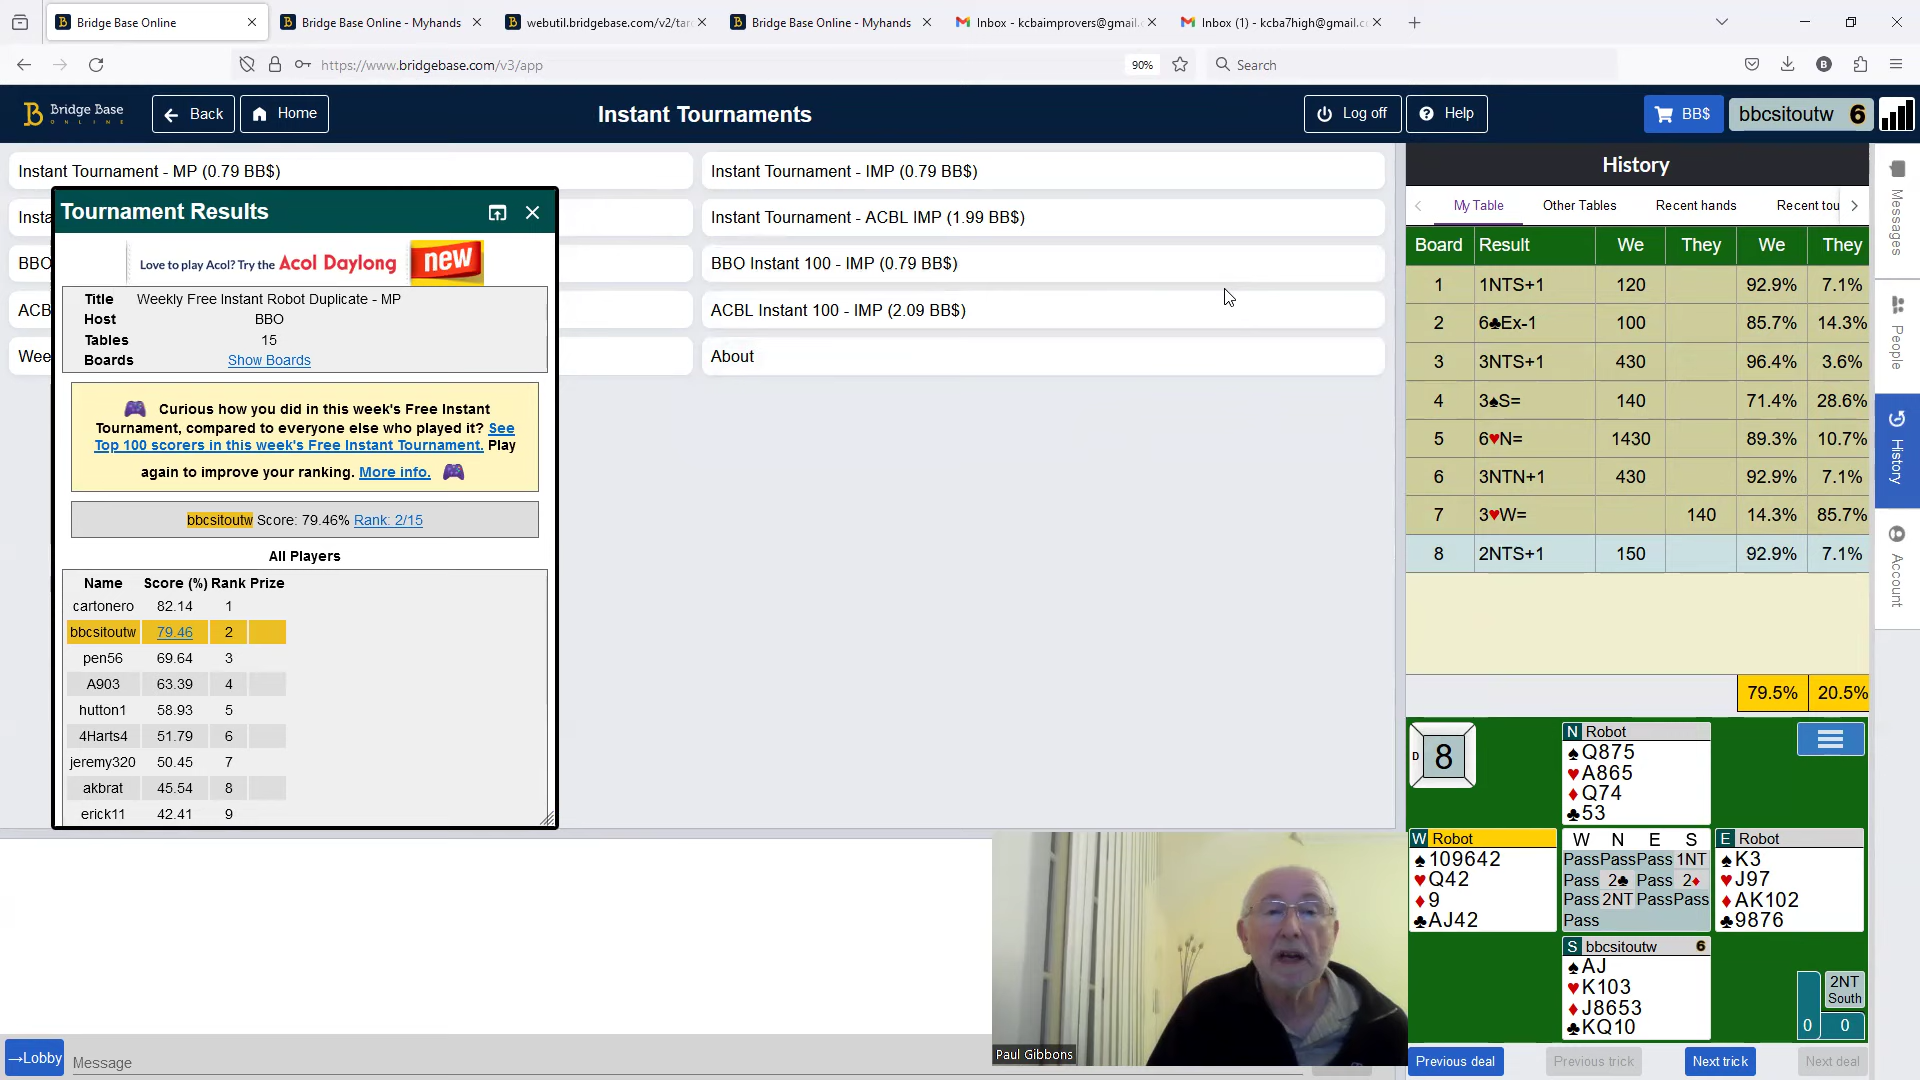 Bridge Base Online
Bridge Base Online - Myhands
webutil.bridgebase.com/v2/tar
Bridge Base Online - Myhands
Inbox - kcbaimprovers@gmail.
Inbox (1) - kcba7high@gmail.c
https://www.bridgebase.com/v3/app
90%
Search
Bridge Base
ONLINE
Back
Home
Instant Tournaments
Log off
Help
BB$
bbcsitoutw 6
Instant Tournament - MP (0.79 BB$)
Instant Tournament - IMP (0.79 BB$)
Insta
Instant Tournament - ACBL IMP (1.99 BB$)
BBO
BBO Instant 100 - IMP (0.79 BB$)
ACB
ACBL Instant 100 - IMP (2.09 BB$)
Wee
About
Tournament Results
Love to play Acol? Try the Acol Daylong new
Title Weekly Free Instant Robot Duplicate - MP
Host BBO
Tables 15
Boards Show Boards
Curious how you did in this week's Free Instant
Tournament, compared to everyone else who played it? See
Top 100 scorers in this week's Free Instant Tournament. Play
again to improve your ranking. More info.
bbcsitoutw Score: 79.46% Rank: 2/15
All Players
Name Score (%) Rank Prize
cartonero 82.14 1
bbcsitoutw 79.46 2
pen56 69.64 3
A903 63.39 4
hutton1 58.93 5
4Harts4 51.79 6
jeremy320 50.45 7
akbrat 45.54 8
erick11 42.41 9
→Lobby
Message
Paul Gibbons
History
My Table Other Tables Recent hands Recent tou
Board Result We They We They
1 1NTS+1 120 92.9% 7.1%
2 6♣Ex-1 100 85.7% 14.3%
3 3NTS+1 430 96.4% 3.6%
4 3♠S= 140 71.4% 28.6%
5 6♥N= 1430 89.3% 10.7%
6 3NTN+1 430 92.9% 7.1%
7 3♥W= 140 14.3% 85.7%
8 2NTS+1 150 92.9% 7.1%
79.5% 20.5%
D 8
N Robot
♠Q875
♥A865
♦Q74
♣53
W Robot
♠109642
♥Q42
♦9
♣AJ42
W N E S
Pass Pass Pass 1NT
Pass 2♣ Pass 2♦
Pass 2NT Pass Pass
Pass
E Robot
♠K3
♥J97
♦AK102
♣9876
S bbcsitoutw 6
♠AJ
♥K103
♦J8653
♣KQ10
2NT
South
0 0
Previous deal
Previous trick
Next trick
Next deal
Messages
People
History
Account